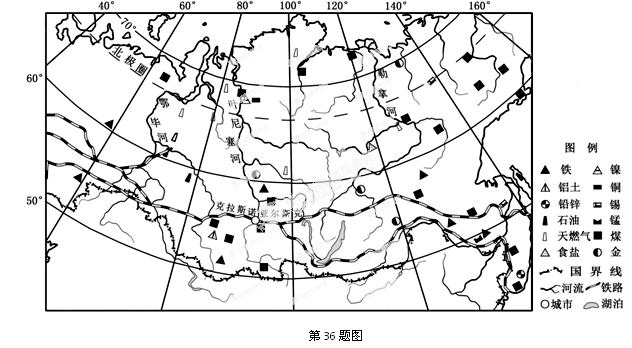 40° 60° 80° 100° 120° 140° 160°
70°
北极圈
60°
50°
鄂毕河
叶尼塞河
勒拿河
克拉斯诺亚尔斯克
图例
铁 镍
铝土 铜
铅锌 锡
石油 锰
天燃气 煤
食盐 金
国界线
河流 铁路
城市 湖泊
第36题图